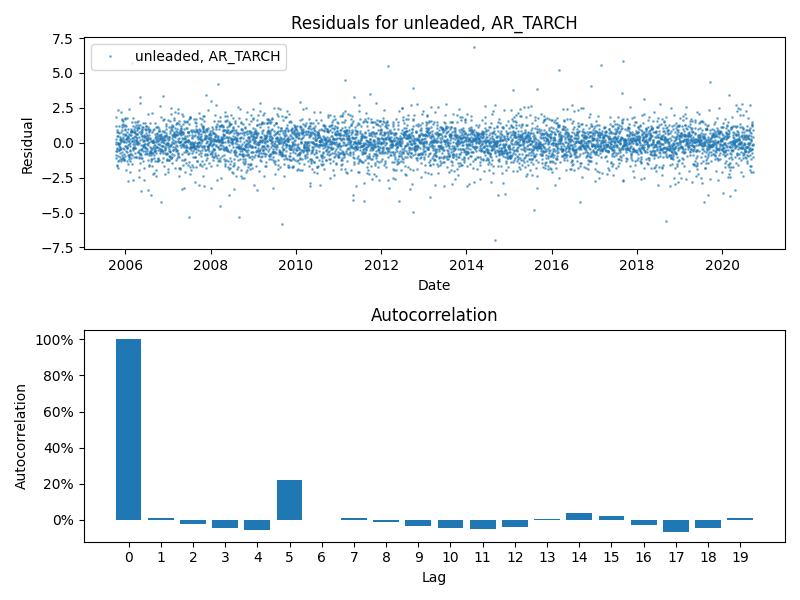 Residuals for unleaded, AR_TARCH
unleaded, AR_TARCH
7.5
5.0
2.5
0.0
−2.5
−5.0
−7.5
Residual
2006 2008 2010 2012 2014 2016 2018 2020
Date
Autocorrelation
100%
80%
60%
40%
20%
0%
Autocorrelation
0 1 2 3 4 5 6 7 8 9 10 11 12 13 14 15 16 17 18 19
Lag